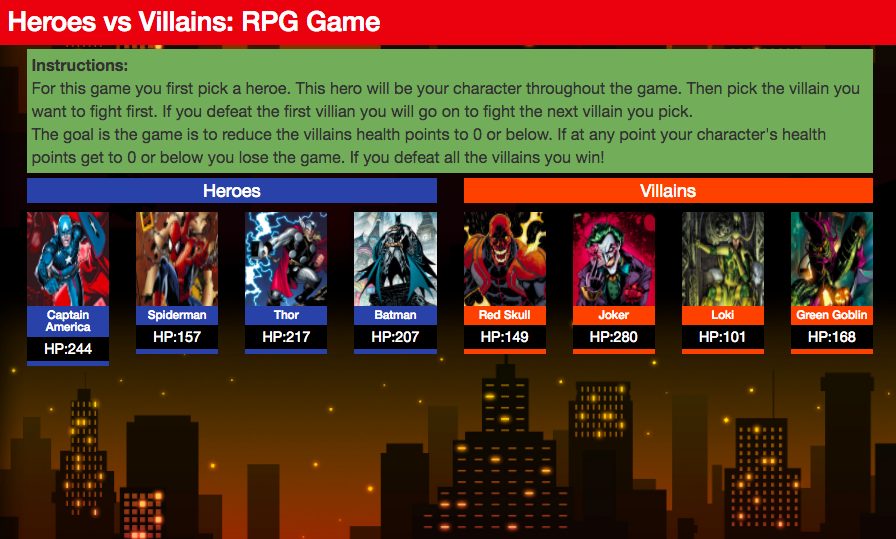 Heroes vs Villains: RPG Game
Instructions:
For this game you first pick a hero. This hero will be your character throughout the game. Then pick the villain you
want to fight first. If you defeat the first villian you will go on to fight the next villain you pick.
The goal is the game is to reduce the villains health points to 0 or below. If at any point your character's health
points get to 0 or below you lose the game. If you defeat all the villains you win!
Heroes
Villains
Captain
America
HP:244
Spiderman
HP:157
Thor
HP:217
Batman
HP:207
Red Skull
HP:149
Joker
HP:280
Loki
HP:101
Green Goblin
HP:168